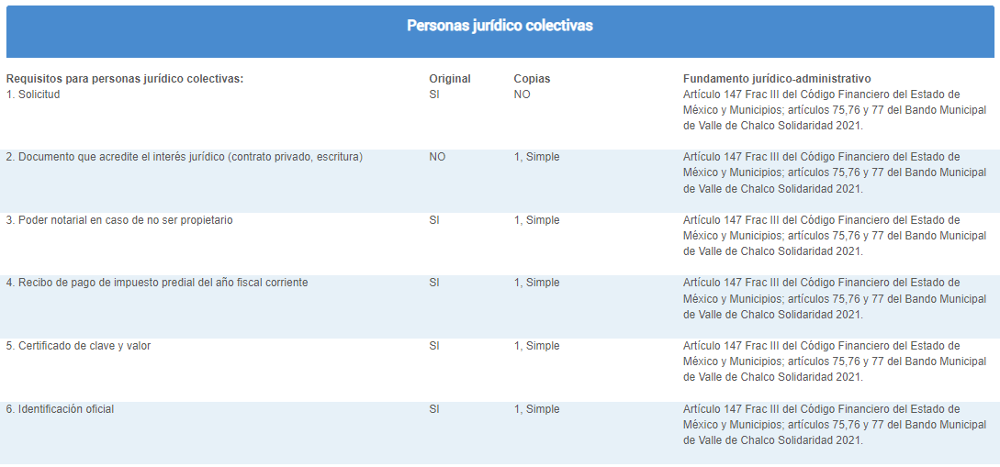 Personas jurídico colectivas
Requisitos para personas jurídico colectivas: Original Copias Fundamento jurídico-administrativo
1. Solicitud SI NO Artículo 147 Frac III del Código Financiero del Estado de
México y Municipios; artículos 75,76 y 77 del Bando Municipal
de Valle de Chalco Solidaridad 2021.
2. Documento que acredite el interés jurídico (contrato privado, escritura) NO 1, Simple Artículo 147 Frac III del Código Financiero del Estado de
México y Municipios; artículos 75,76 y 77 del Bando Municipal
de Valle de Chalco Solidaridad 2021.
3. Poder notarial en caso de no ser propietario SI 1, Simple Artículo 147 Frac III del Código Financiero del Estado de
México y Municipios; artículos 75,76 y 77 del Bando Municipal
de Valle de Chalco Solidaridad 2021.
4. Recibo de pago de impuesto predial del año fiscal corriente SI 1, Simple Artículo 147 Frac III del Código Financiero del Estado de
México y Municipios; artículos 75,76 y 77 del Bando Municipal
de Valle de Chalco Solidaridad 2021.
5. Certificado de clave y valor SI 1, Simple Artículo 147 Frac III del Código Financiero del Estado de
México y Municipios; artículos 75,76 y 77 del Bando Municipal
de Valle de Chalco Solidaridad 2021.
6. Identificación oficial SI 1, Simple Artículo 147 Frac III del Código Financiero del Estado de
México y Municipios; artículos 75,76 y 77 del Bando Municipal
de Valle de Chalco Solidaridad 2021.